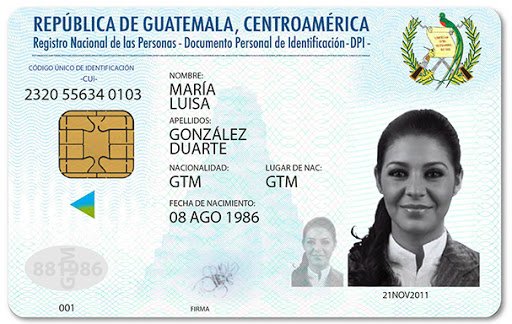 REPÚBLICA DE GUATEMALA, CENTROAMÉRICA
Registro Nacional de las Personas - Documento Personal de Identificación -DPI -
CÓDIGO ÚNICO DE IDENTIFICACIÓN
-CUI-
2320 55634 0103
NOMBRE:
MARÍA
LUISA
APELLIDOS:
GONZÁLEZ
DUARTE
NACIONALIDAD:
GTM
LUGAR DE NAC:
GTM
FECHA DE NACIMIENTO:
08 AGO 1986
881986
GTM
001
FIRMA
21NOV2011